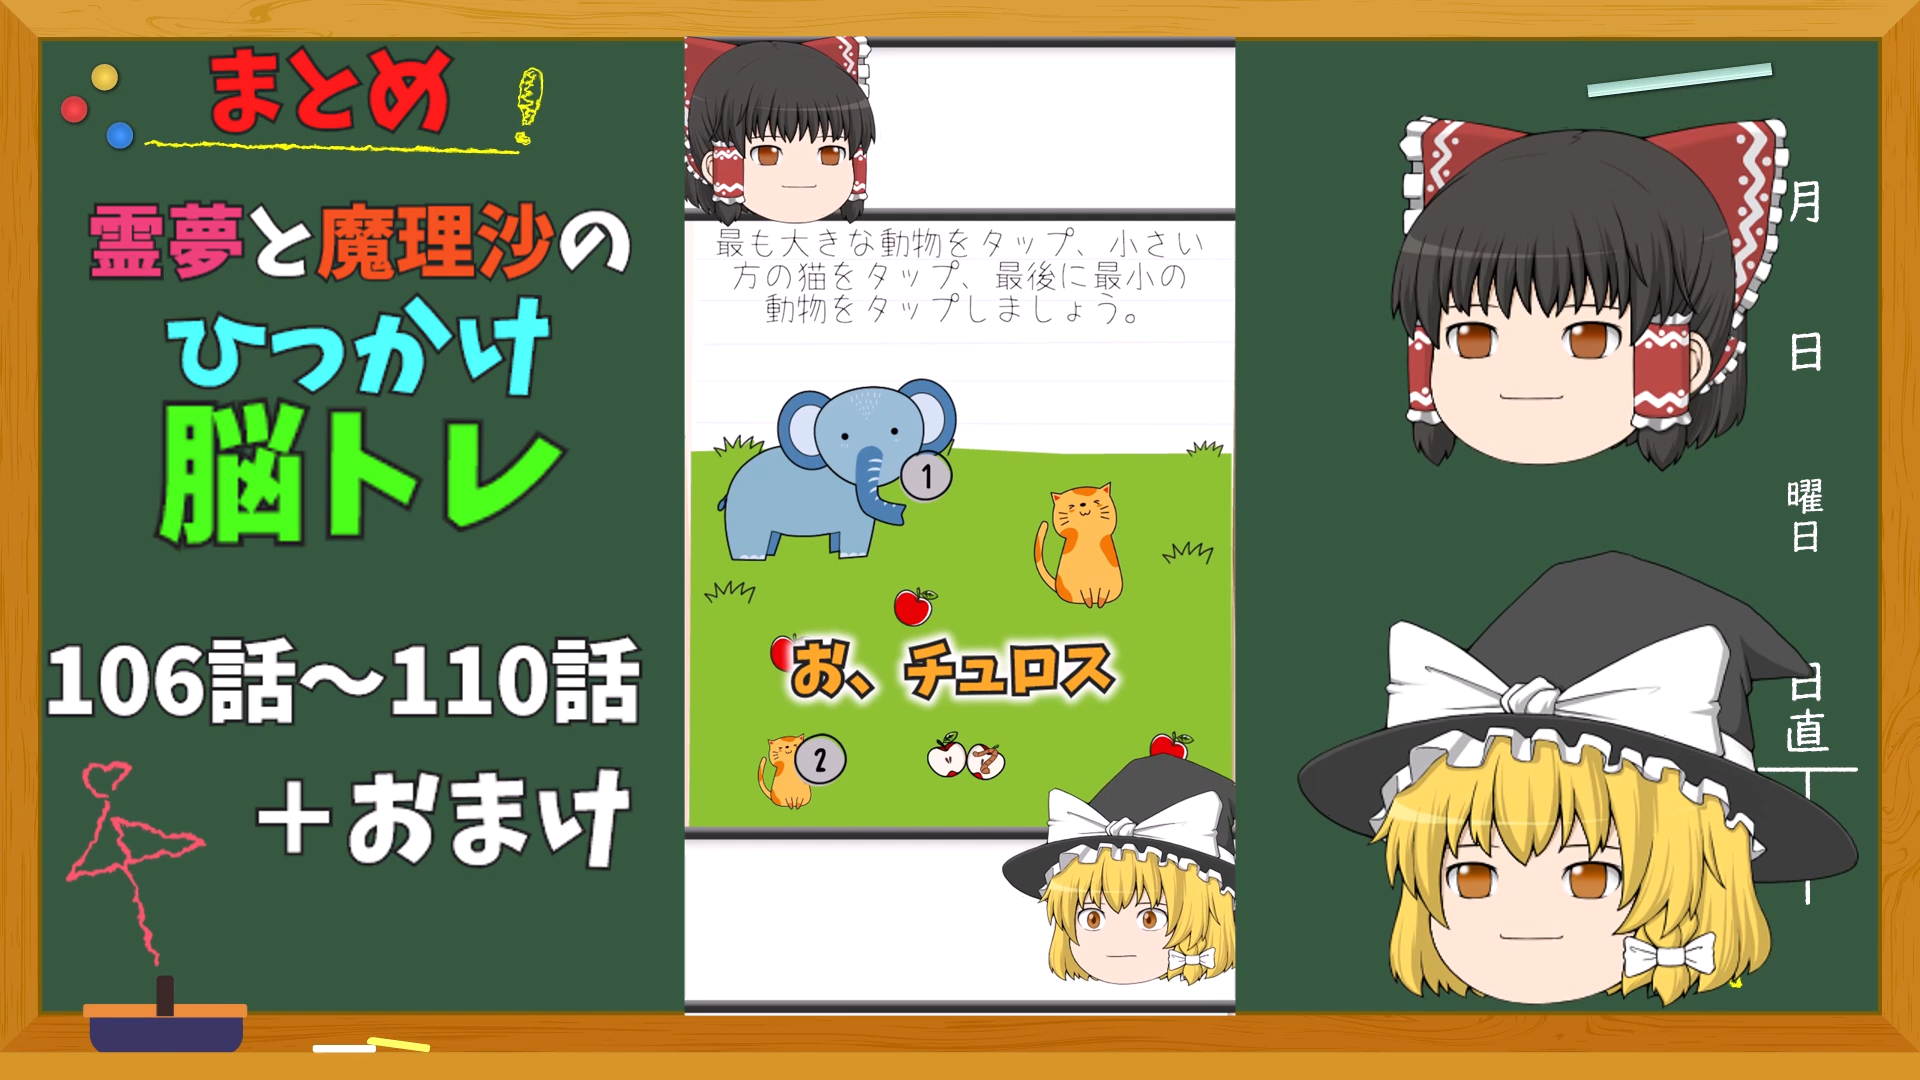 まとめ!
霊夢と魔理沙の
ひっかけ
脳トレ
106話～110話
＋おまけ
最も大きな動物をタップ、小さい
方の猫をタップ、最後に最小の
動物をタップしましょう。
1
お、チュロス
2
月
日
曜日
日直